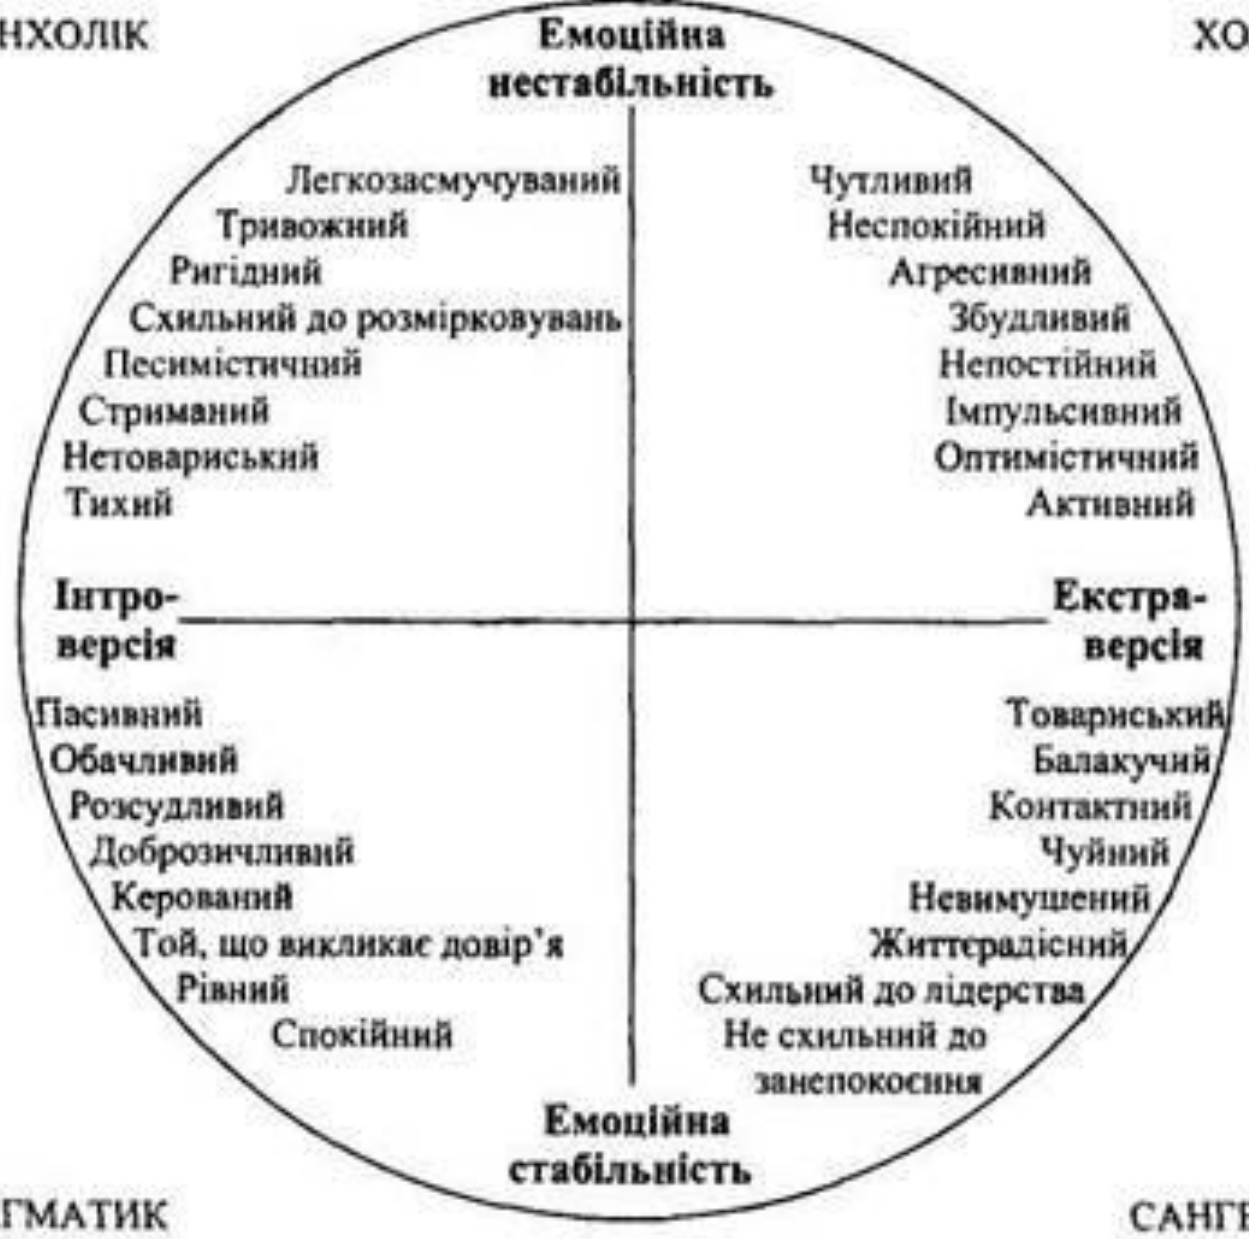 НХОЛІК
ХО
Емоційна
нестабільність
Легкозасмучуваний
Тривожний
Ригідний
Схильний до розмірковувань
Песимістичний
Стриманий
Нетовариський
Тихий
Чутливий
Неспокійний
Агресивний
Збудливий
Непостійний
Імпульсивний
Оптимістичний
Активний
Інтро-
версія
Екстра-
версія
Пасивний
Обачливий
Розсудливий
Доброзичливий
Керований
Той, що викликає довір’я
Рівний
Спокійний
Товариський
Балакучий
Контактний
Чуйний
Невимушений
Життєрадісний
Схильний до лідерства
Не схильний до
занепокоєння
Емоційна
стабільність
ГМАТИК
САНГВ